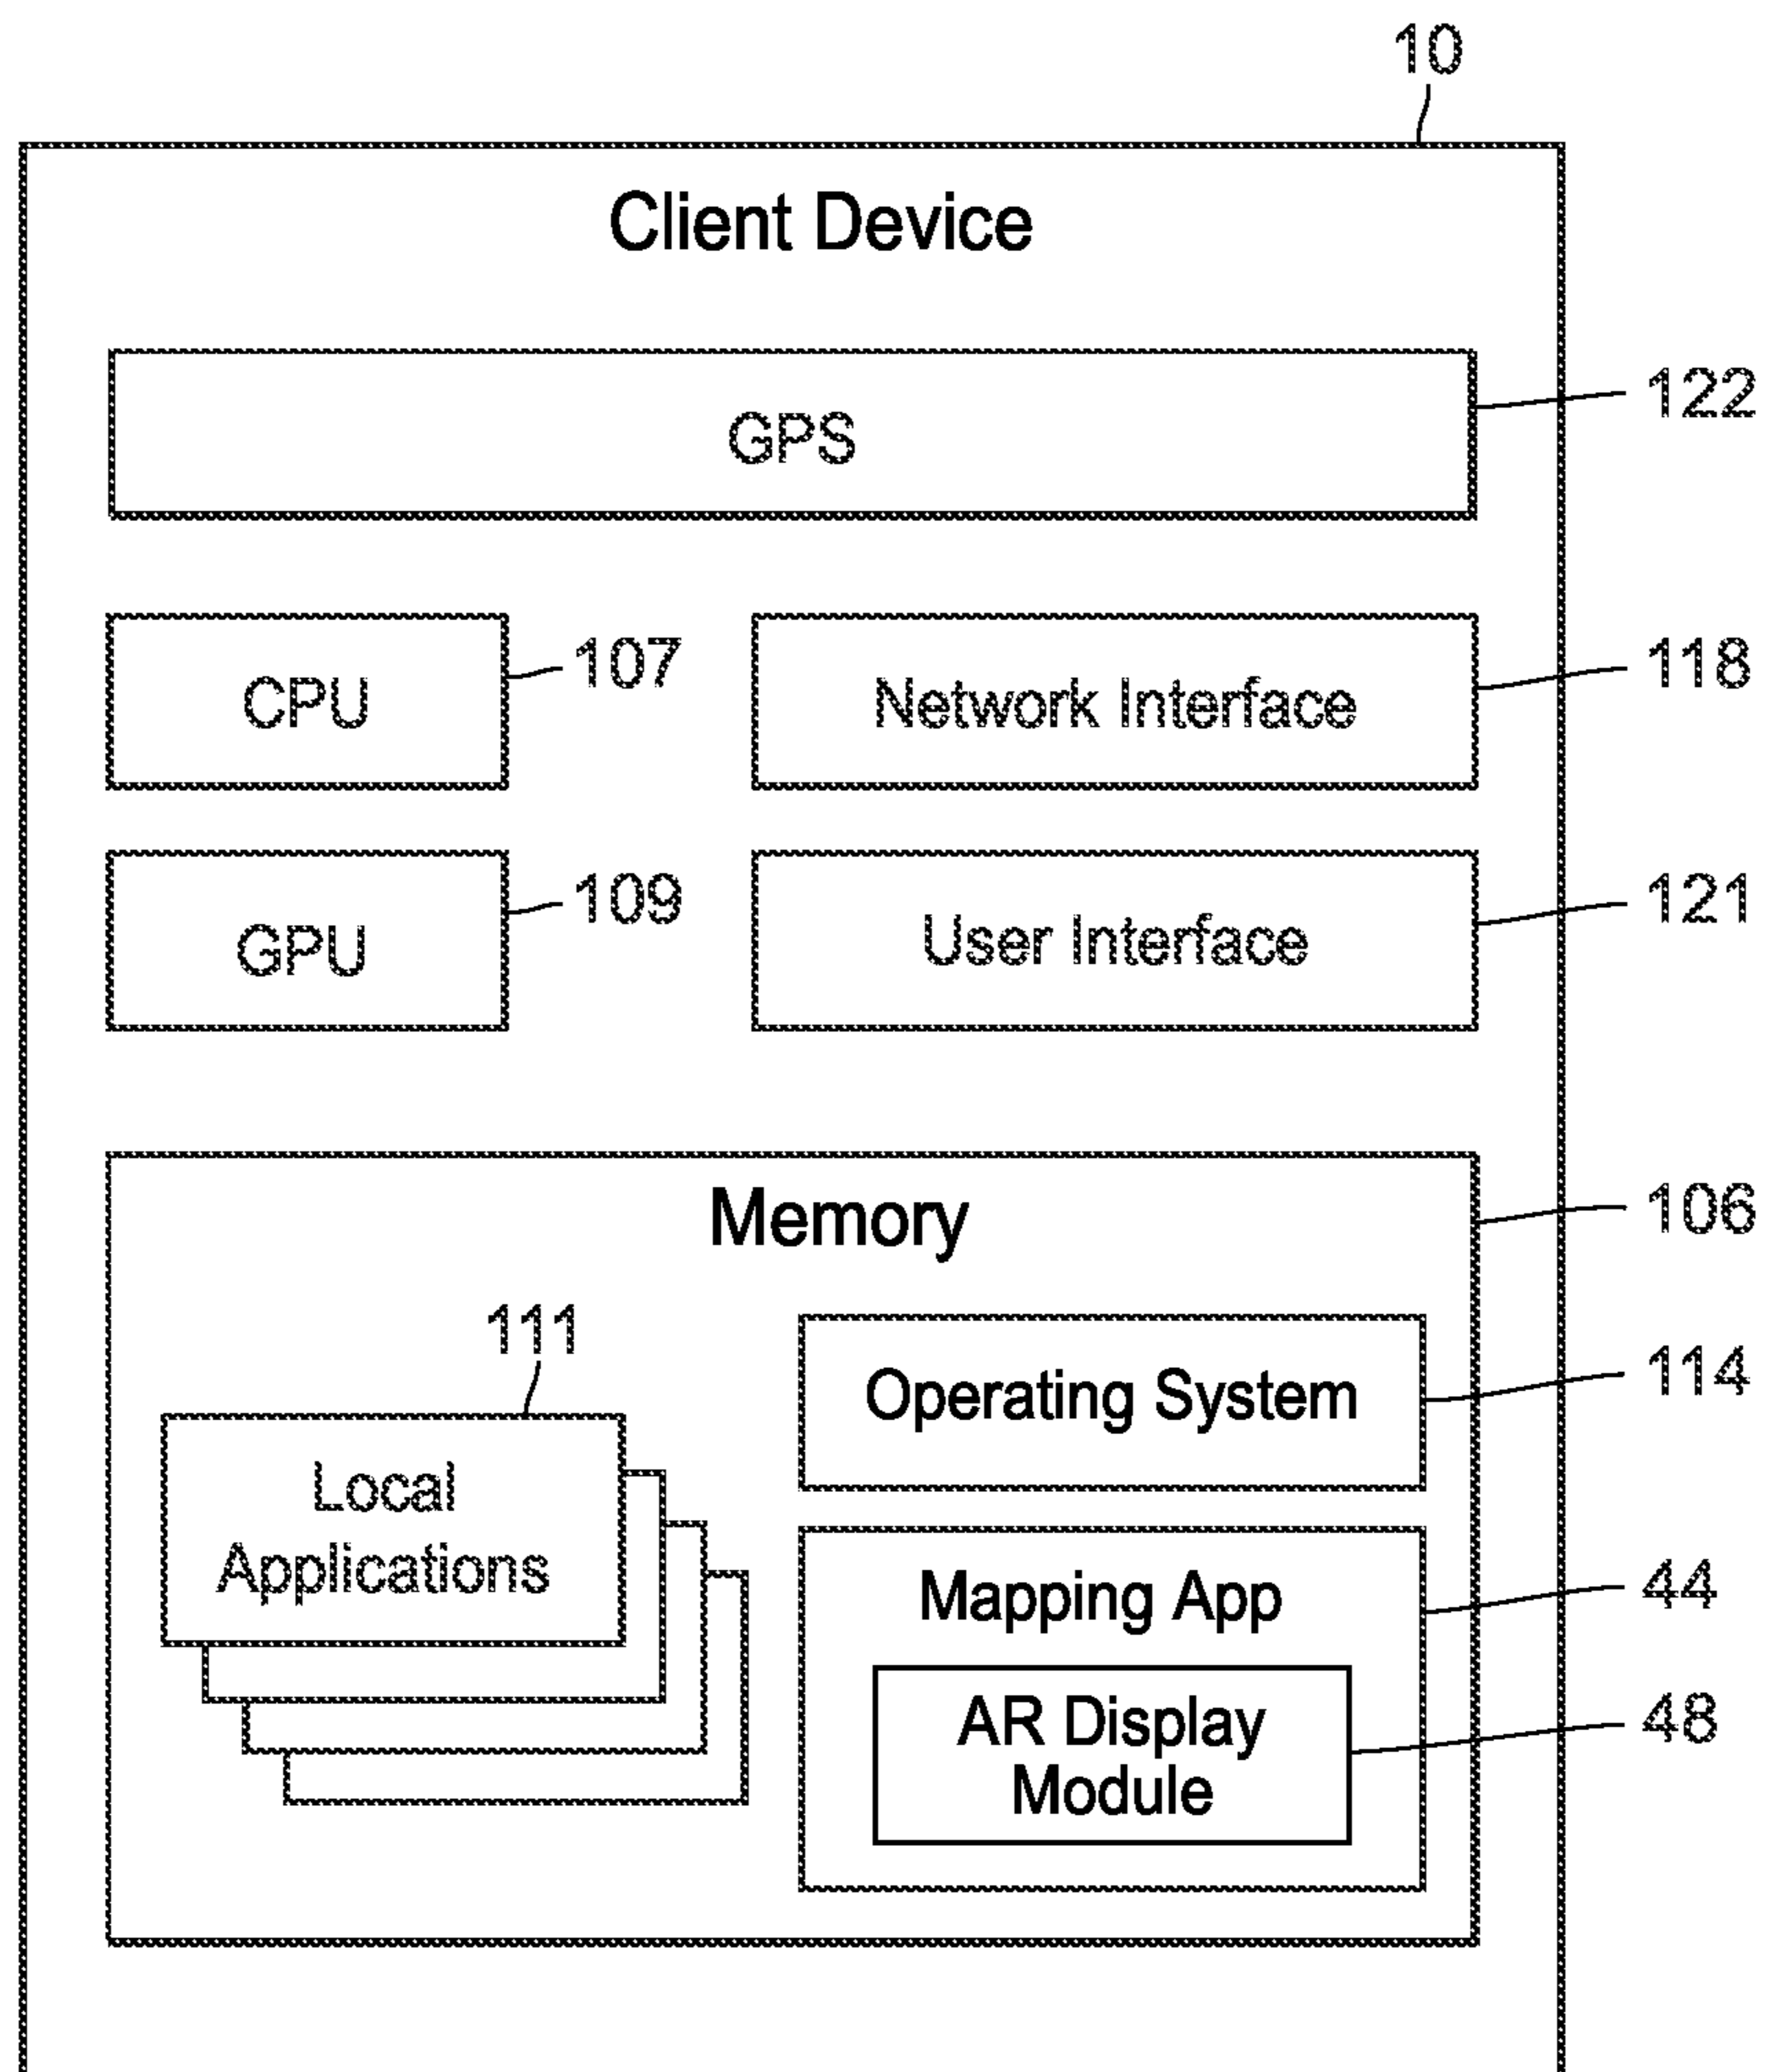 10
Client Device
GPS
122
CPU
107
Network Interface
118
GPU
109
User Interface
121
Memory
106
111
Operating System
114
Local
Applications
Mapping App
44
AR Display
Module
48